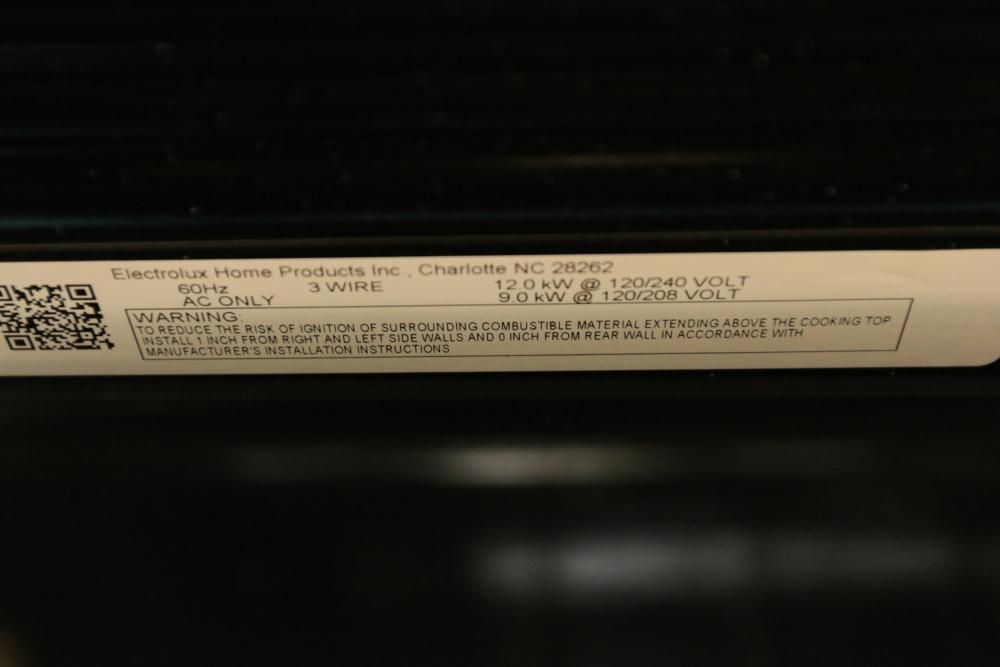 Electrolux Home Products Inc., Charlotte NC 28262
60Hz 3 WIRE 12.0 kW @ 120/240 VOLT
AC ONLY 9.0 kW @ 120/208 VOLT
WARNING:
TO REDUCE THE RISK OF IGNITION OF SURROUNDING COMBUSTIBLE MATERIAL EXTENDING ABOVE THE COOKING TOP
INSTALL 1 INCH FROM RIGHT AND LEFT SIDE WALLS AND 0 INCH FROM REAR WALL IN ACCORDANCE WITH
MANUFACTURER'S INSTALLATION INSTRUCTIONS.